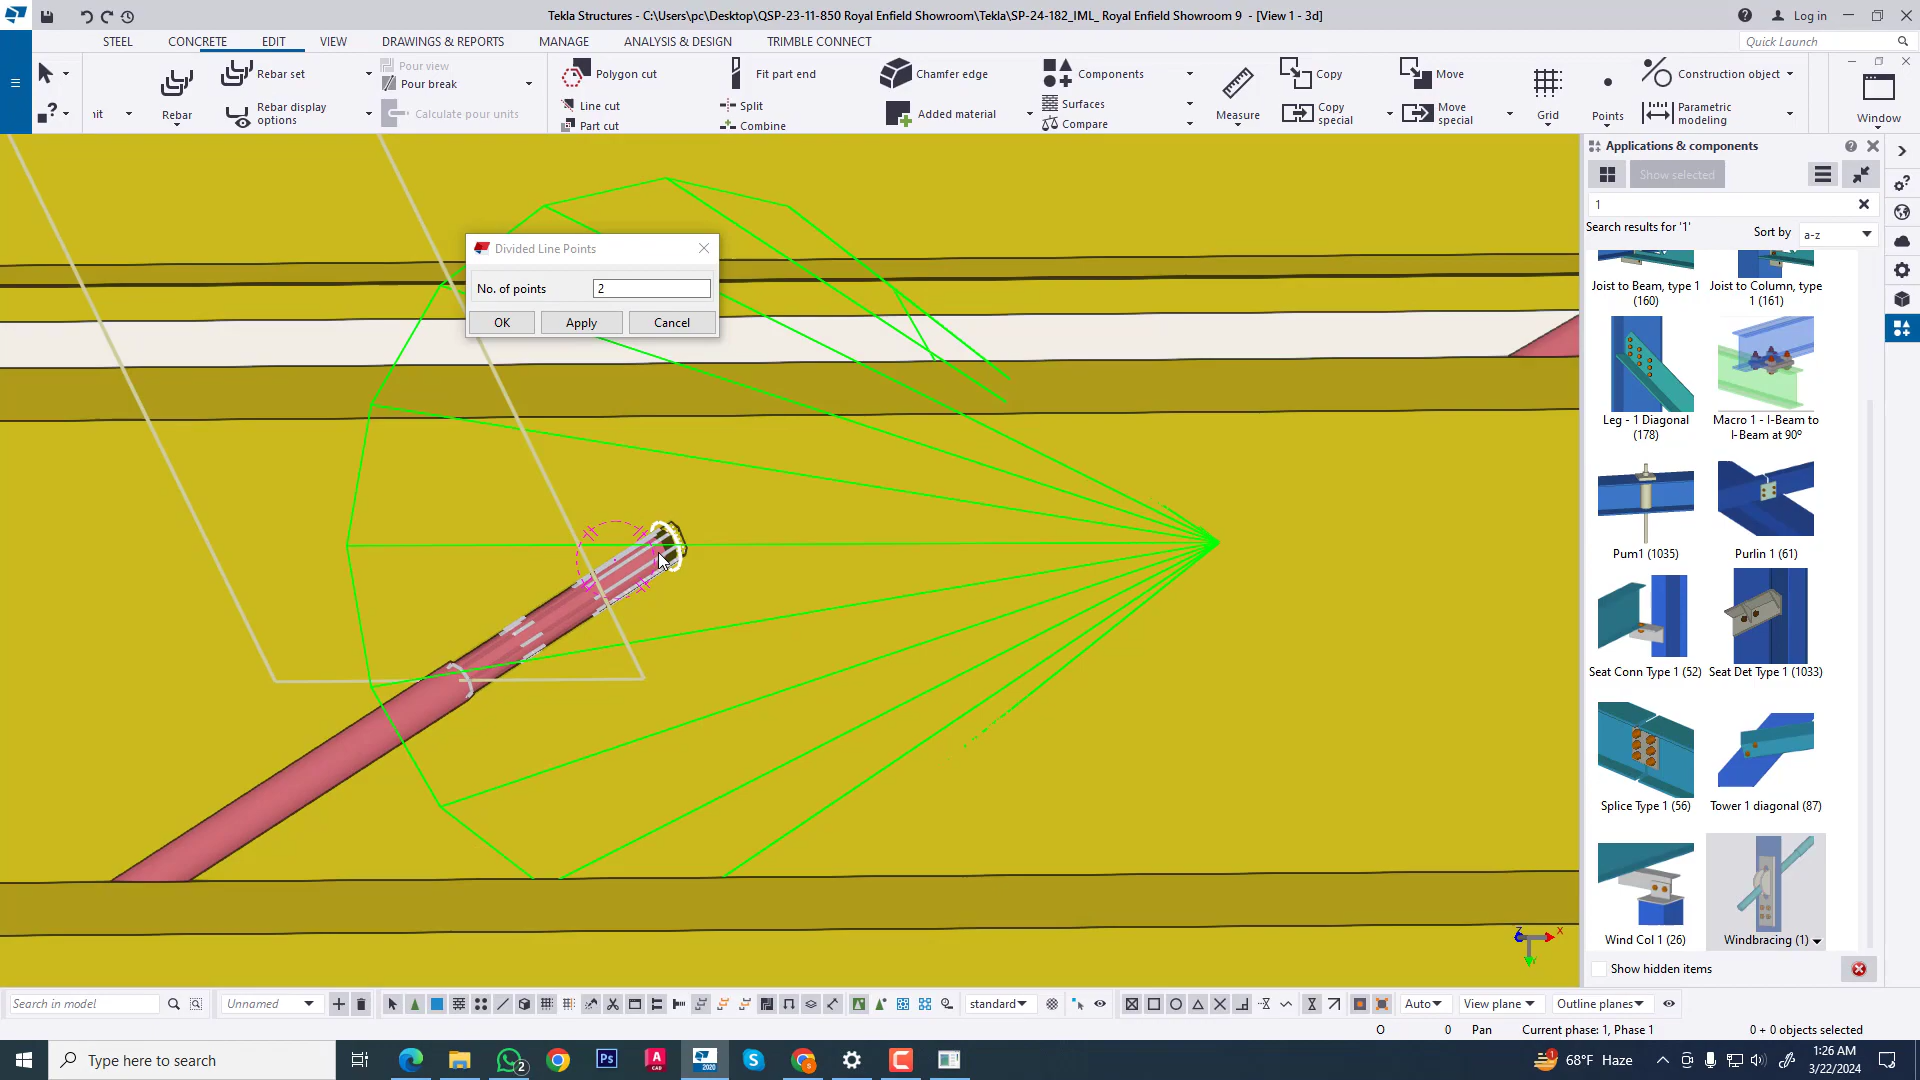 Tekla Structures - C:\Users\pc\Desktop\QSP-23-11-850 Royal Enfield Showroom\Tekla\SP-24-182_IML_ Royal Enfield Showroom 9 - [View 1 - 3d]
Log in
STEEL CONCRETE EDIT VIEW DRAWINGS & REPORTS MANAGE ANALYSIS & DESIGN TRIMBLE CONNECT
Quick Launch
Rebar set
Pour view
Pour break
Polygon cut
Fit part end
Chamfer edge
Components
Copy
Move
Construction object
Rebar display options
Calculate pour units
Line cut
Split
Added material
Surfaces
Copy special
Move special
Parametric modeling
it
Rebar
Part cut
Combine
Compare
Measure
Grid
Points
Window
Applications & components
Show selected
1
Search results for '1'
Sort by a-z
Divided Line Points
No. of points 2
OK Apply Cancel
Joist to Beam, type 1 (160)
Joist to Column, type 1 (161)
Leg - 1 Diagonal (178)
Macro 1 - I-Beam to I-Beam at 90º
Pum1 (1035)
Purlin 1 (61)
Seat Conn Type 1 (52)
Seat Det Type 1 (1033)
Splice Type 1 (56)
Tower 1 diagonal (87)
Wind Col 1 (26)
Windbracing (1)
Show hidden items
Z X Y
Search in model
Unnamed
standard
Auto
View plane
Outline planes
O 0 Pan Current phase: 1, Phase 1 0 + 0 objects selected
Type here to search
2
Ps
2020
S
68°F Haze
1:26 AM
3/22/2024